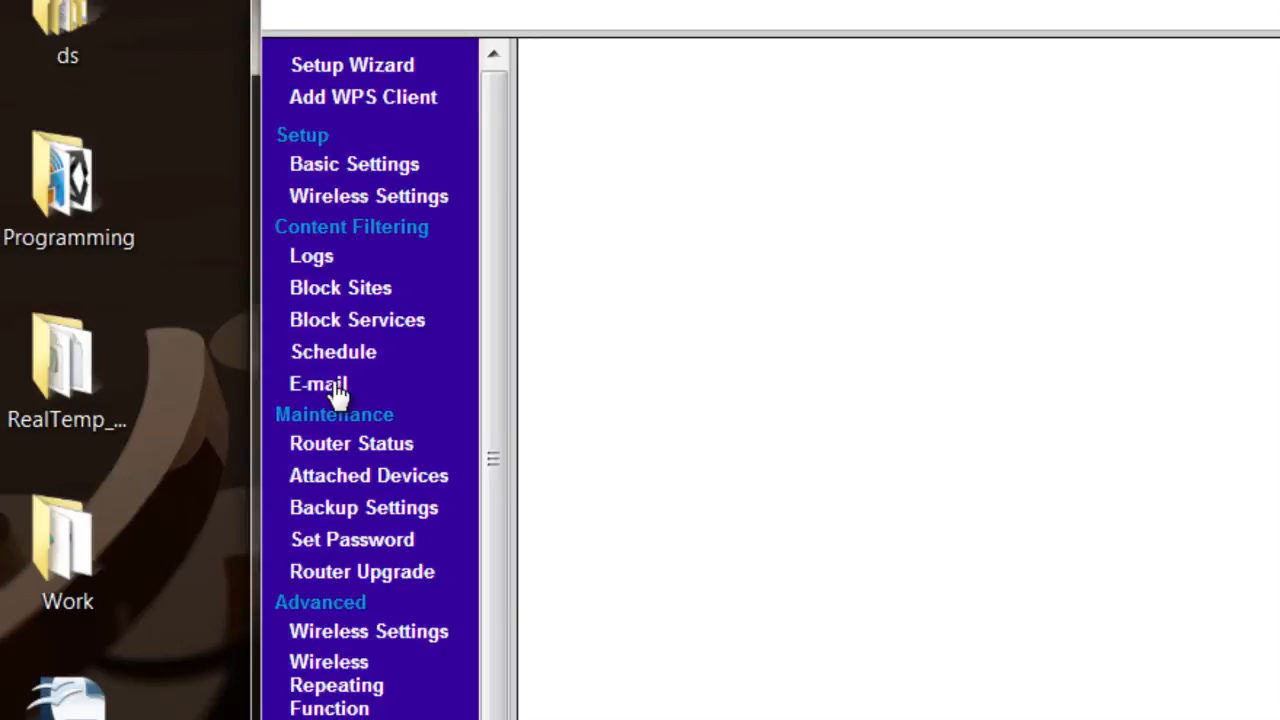 ds
Programming
RealTemp_...
Work
Setup Wizard
Add WPS Client
Setup
Basic Settings
Wireless Settings
Content Filtering
Logs
Block Sites
Block Services
Schedule
E-mail
Maintenance
Router Status
Attached Devices
Backup Settings
Set Password
Router Upgrade
Advanced
Wireless Settings
Wireless
Repeating
Function